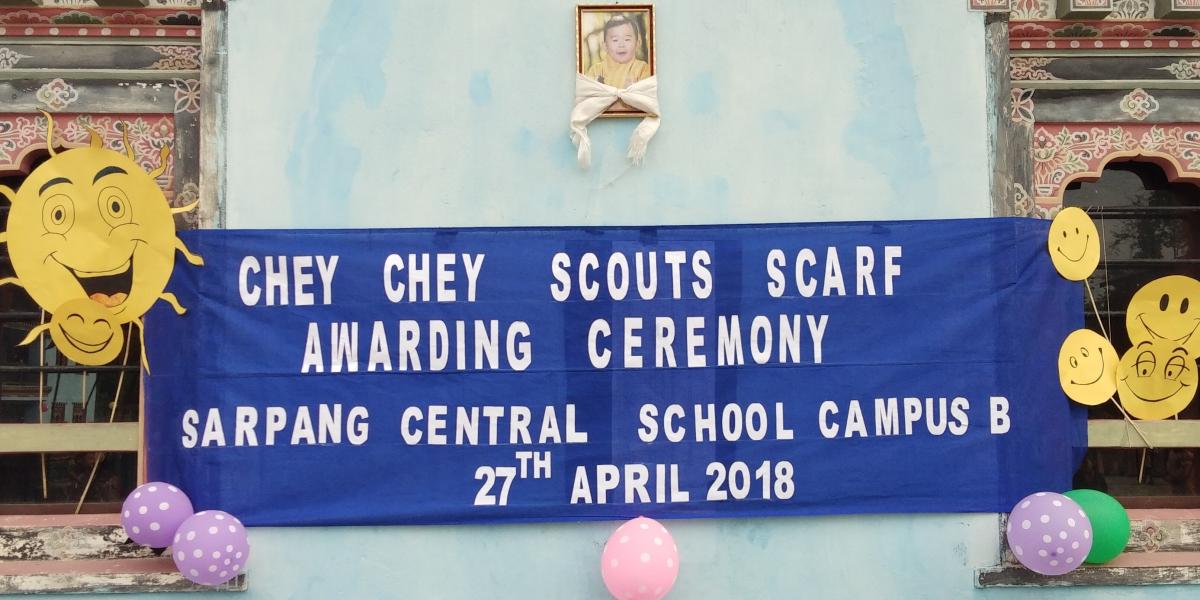 CHEY CHEY SCOUTS SCARF
AWARDING CEREMONY
SARPANG CENTRAL SCHOOL CAMPUS B
27TH APRIL 2018